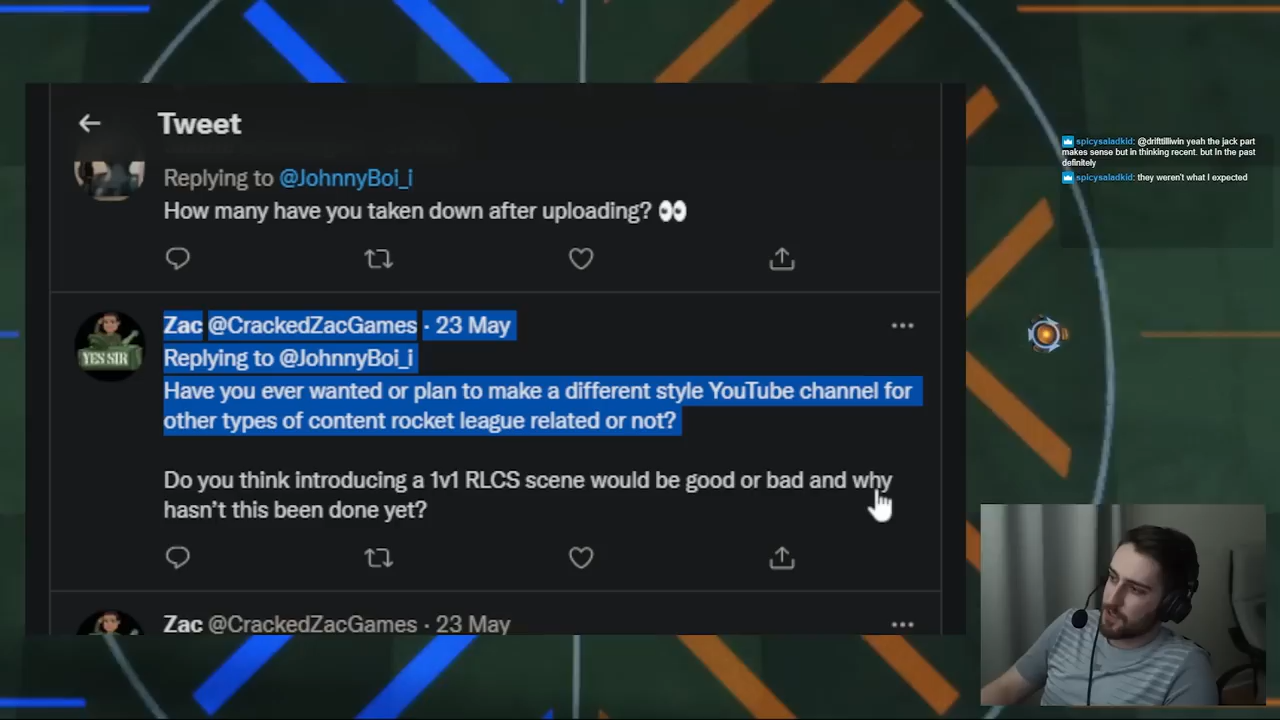 Tweet
Replying to @JohnnyBoi_i
How many have you taken down after uploading? 👀
Zac @CrackedZacGames · 23 May
Replying to @JohnnyBoi_i
Have you ever wanted or plan to make a different style YouTube channel for
other types of content rocket league related or not?
Do you think introducing a 1v1 RLCS scene would be good or bad and why
hasn't this been done yet?
YES SIR
Zac @CrackedZacGames · 23 May
spicysaladkid: @drifttilliwin yeah the jack part
makes sense but in thinking recent. but In the past
definitely
spicysaladkid: they weren't what I expected